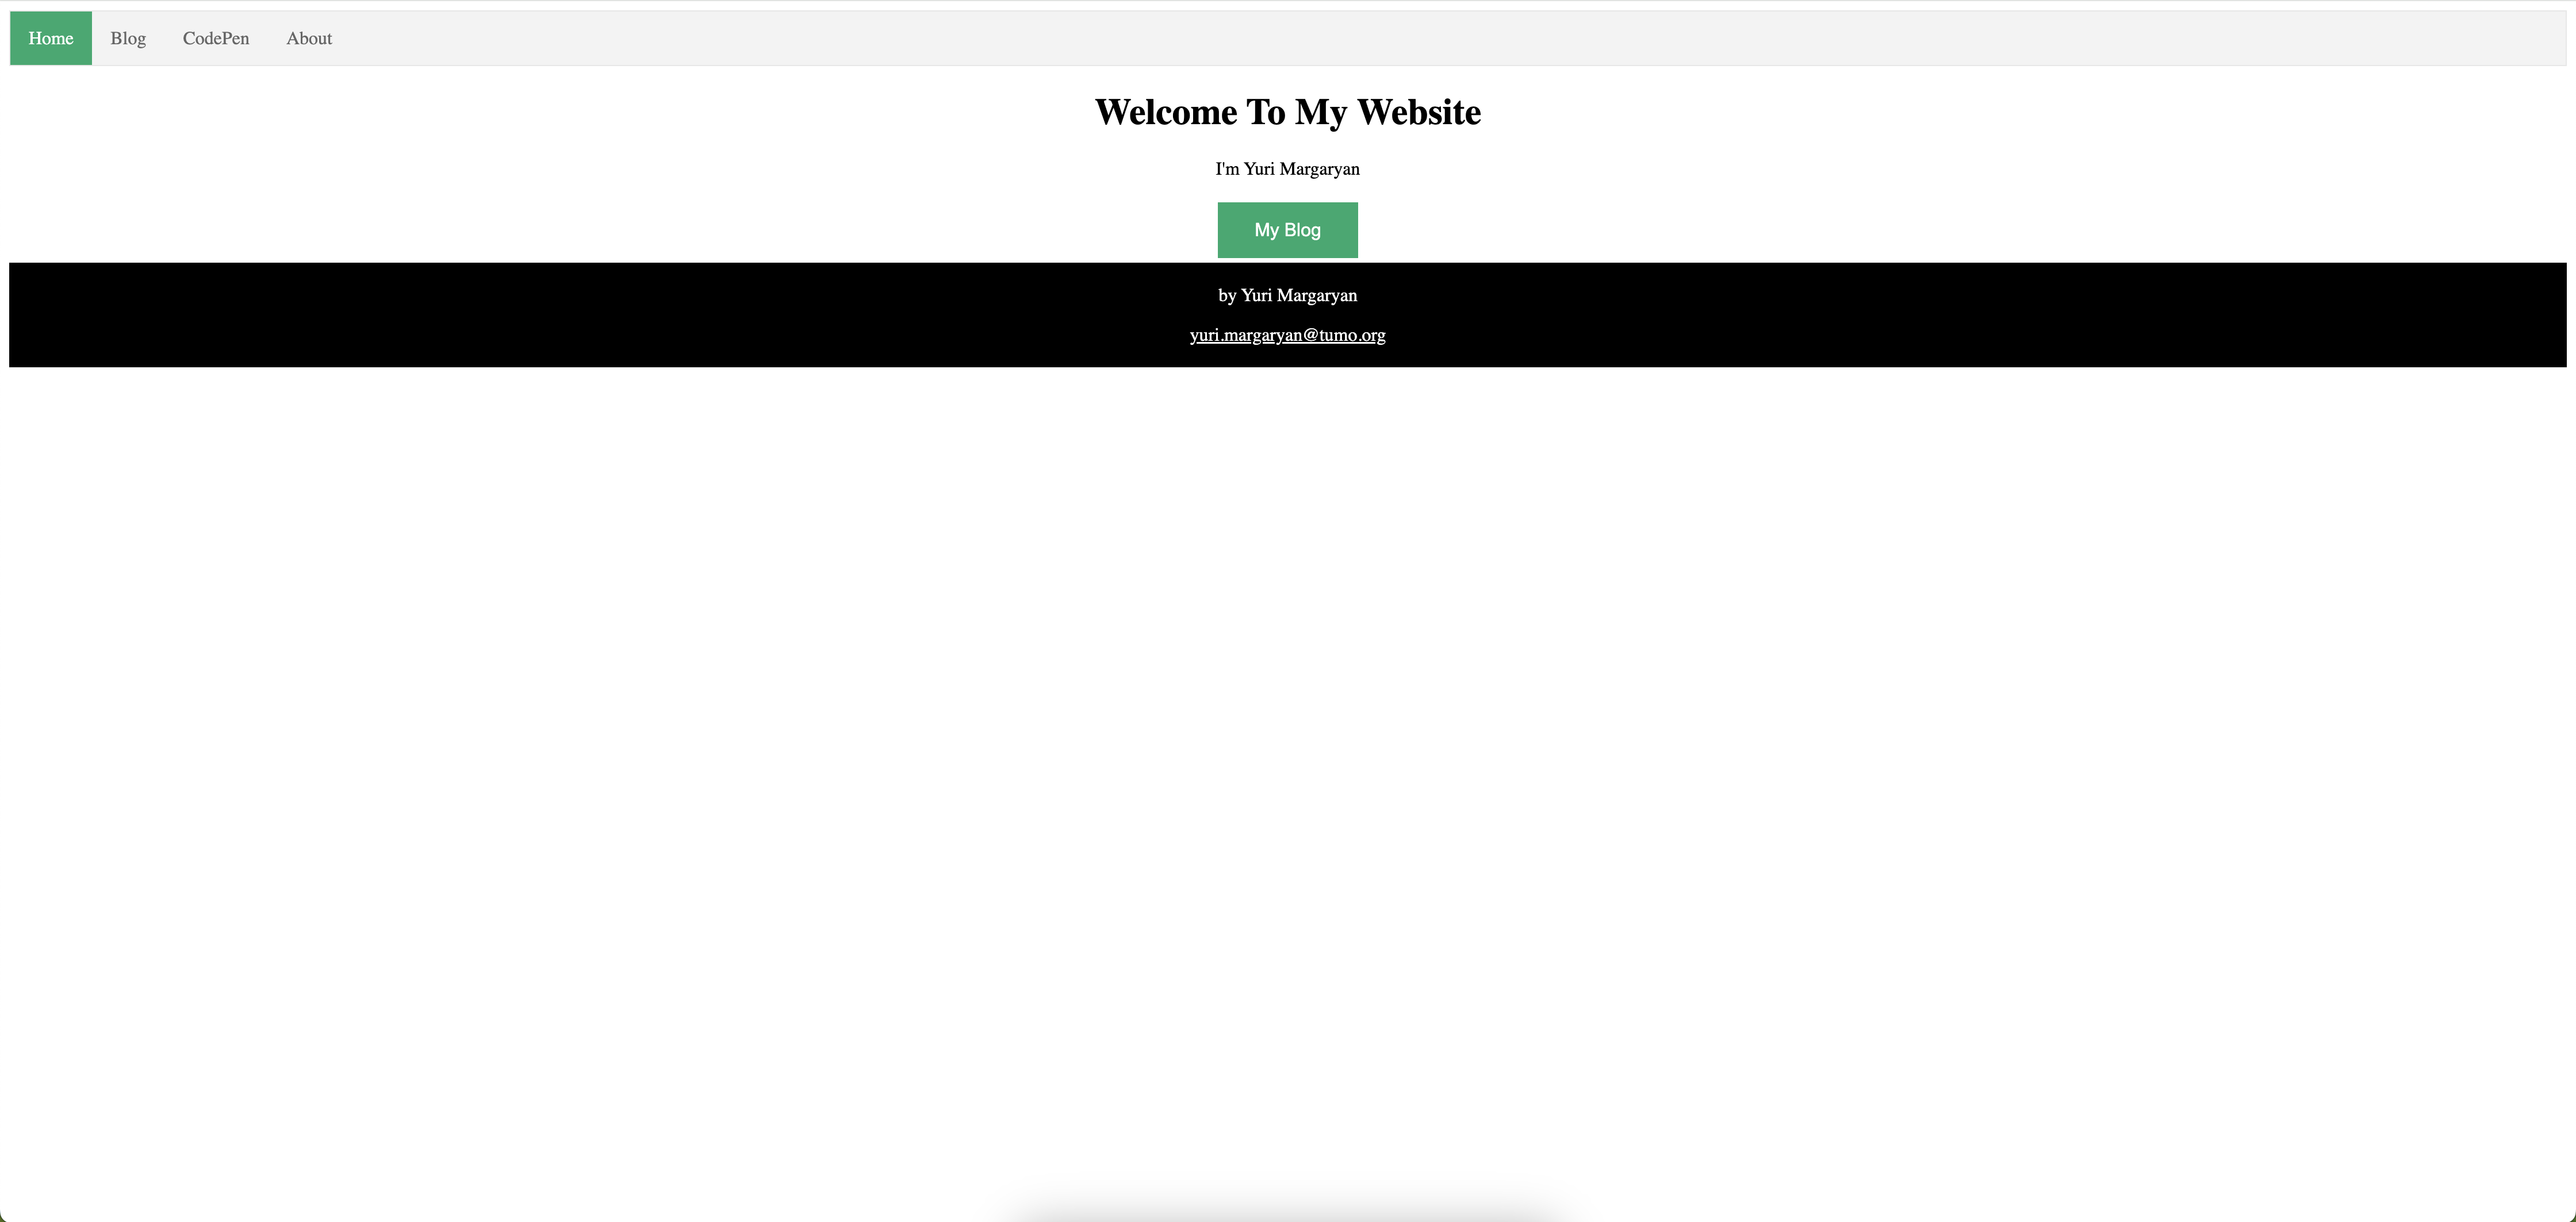 Home Blog CodePen About
Welcome To My Website
I'm Yuri Margaryan
My Blog
by Yuri Margaryan
yuri.margaryan@tumo.org